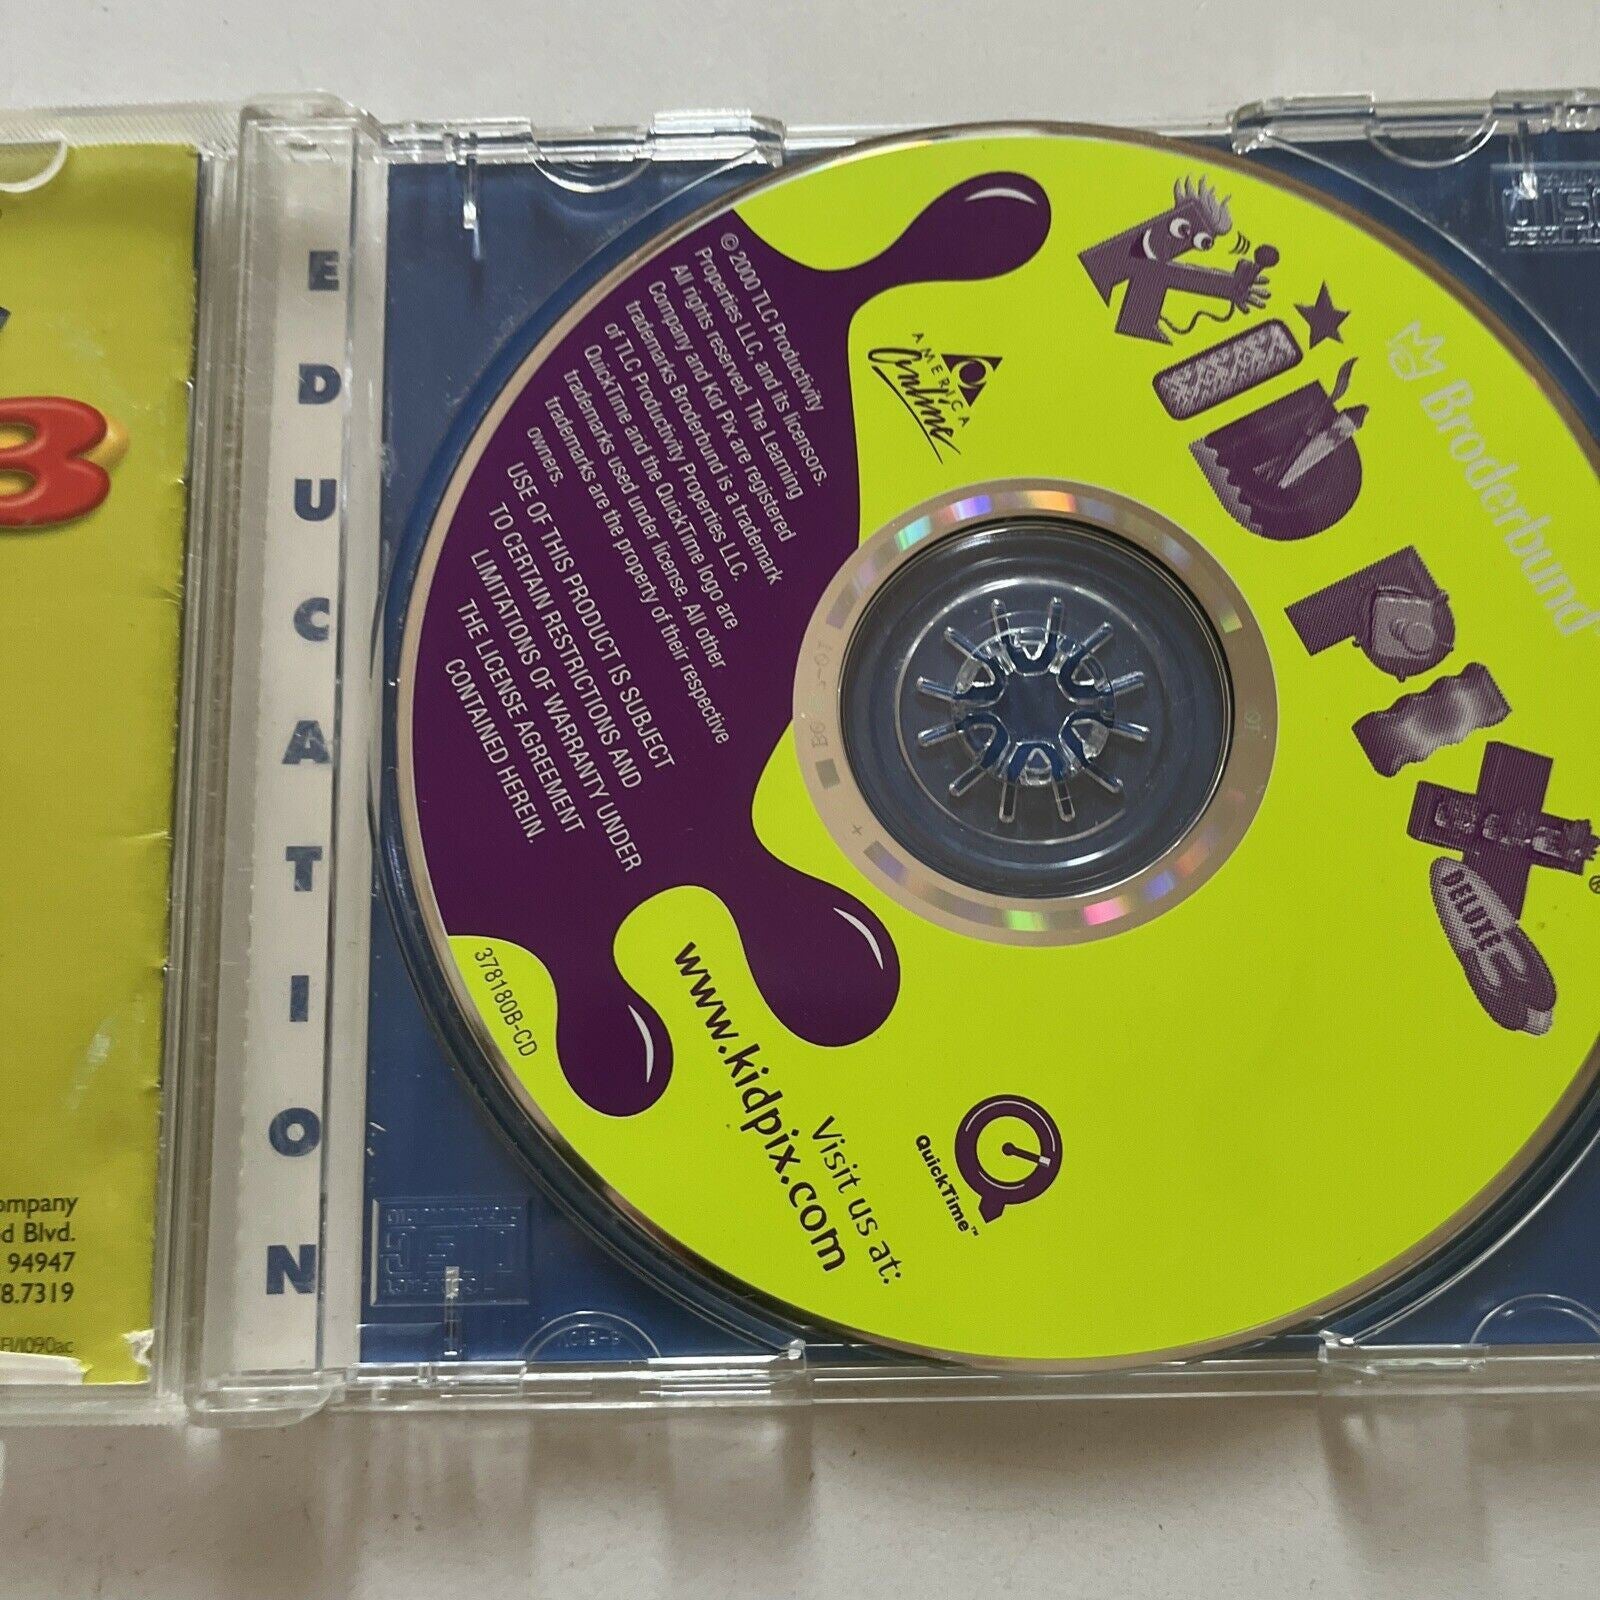 B
ompany
d Blvd.
94947
8.7319
EDUCATION
KID PIX
DELUXE
®
Broderbund
AMERICA
Online
© 2000 TLC Productivity
Properties LLC, and its licensors.
All rights reserved. The Learning
Company and Kid Pix are registered
trademarks Broderbund is a trademark
of TLC Productivity Properties LLC.
QuickTime and the QuickTime logo are
trademarks used under license. All other
trademarks are the property of their respective
owners.
USE OF THIS PRODUCT IS SUBJECT
TO CERTAIN RESTRICTIONS AND
LIMITATIONS OF WARRANTY UNDER
THE LICENSE AGREEMENT
CONTAINED HEREIN.
378180B-CD
Visit us at:
www.kidpix.com
QuickTime™